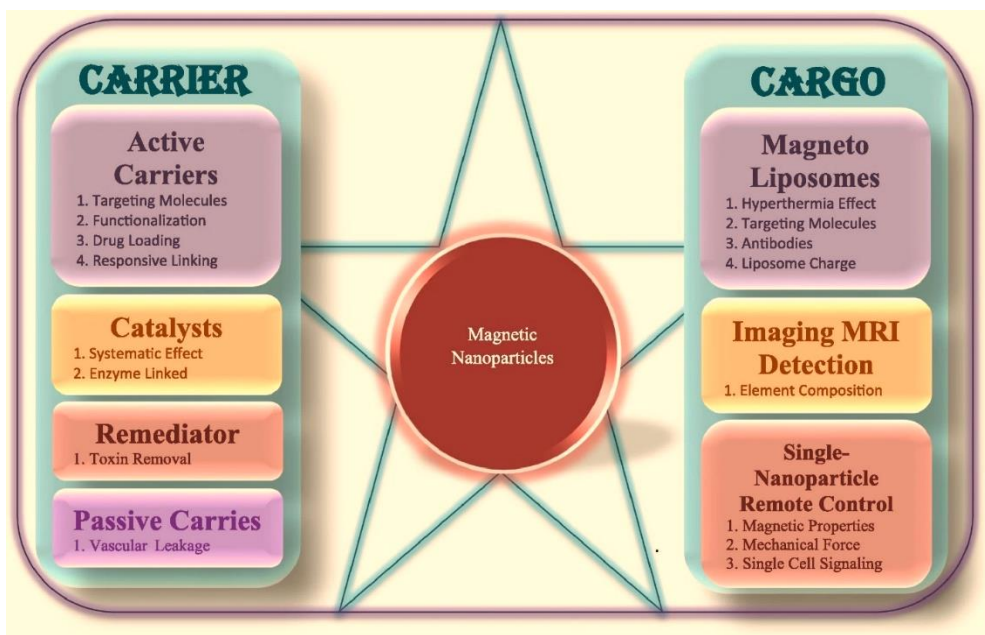 CARRIER
Active
Carriers
1. Targeting Molecules
2. Functionalization
3. Drug Loading
4. Responsive Linking
Catalysts
1. Systematic Effect
2. Enzyme Linked
Remediator
1. Toxin Removal
Passive Carries
1. Vascular Leakage
Magnetic
Nanoparticles
CARGO
Magneto
Liposomes
1. Hyperthermia Effect
2. Targeting Molecules
3. Antibodies
4. Liposome Charge
Imaging MRI
Detection
1. Element Composition
Single-
Nanoparticle
Remote Control
1. Magnetic Properties
2. Mechanical Force
3. Single Cell Signaling